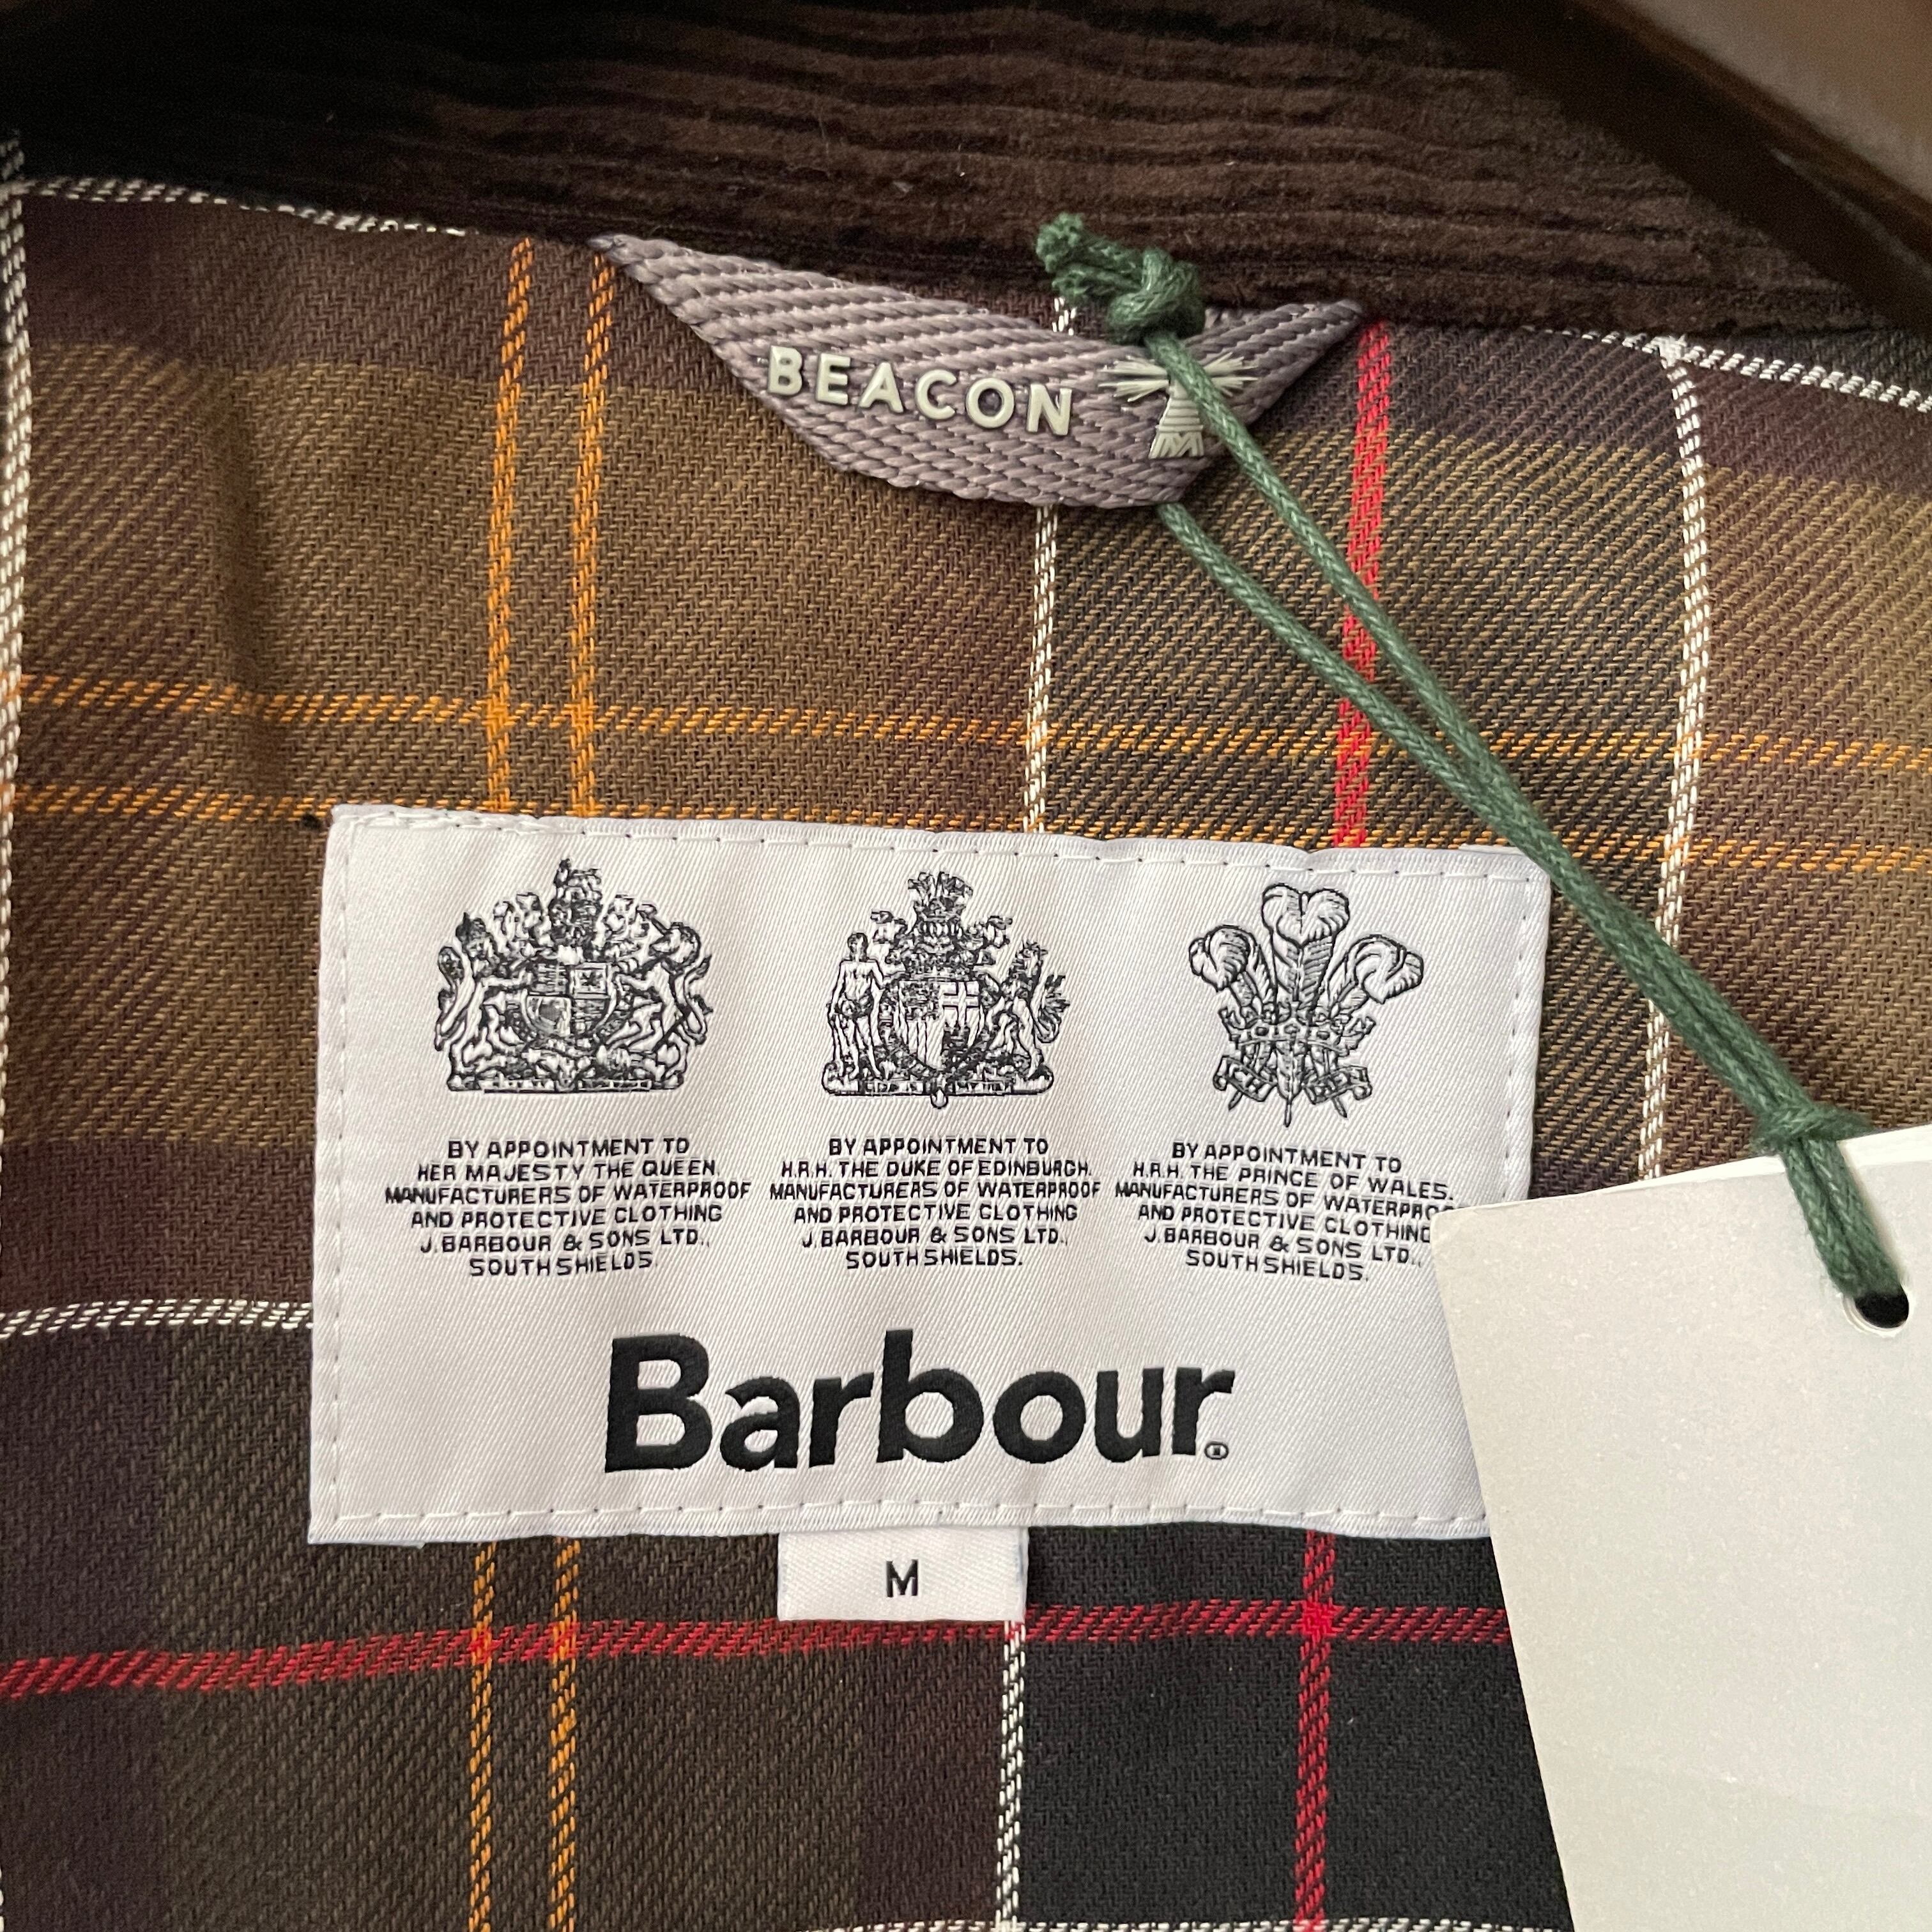 BEACON
BY APPOINTMENT TO
HER MAJESTY THE QUEEN.
MANUFACTURERS OF WATERPROOF
AND PROTECTIVE CLOTHING
J. BARBOUR & SONS LTD.,
SOUTH SHIELDS.
BY APPOINTMENT TO
H.R.H. THE DUKE OF EDINBURGH.
MANUFACTURERS OF WATERPROOF
AND PROTECTIVE CLOTHING
J. BARBOUR & SONS LTD.,
SOUTH SHIELDS.
BY APPOINTMENT TO
H.R.H. THE PRINCE OF WALES.
MANUFACTURERS OF WATERPROO
AND PROTECTIVE CLOTHING
J. BARBOUR & SONS LTD.,
SOUTH SHIELDS.
Barbour®
M